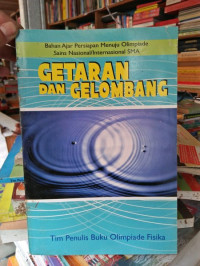 Bahan Ajar Persiapan Menuju Olimpiade
Sains Nasional/Internasional SMA
GETARAN
DAN GELOMBANG
Tim Penulis Buku Olimpiade Fisika